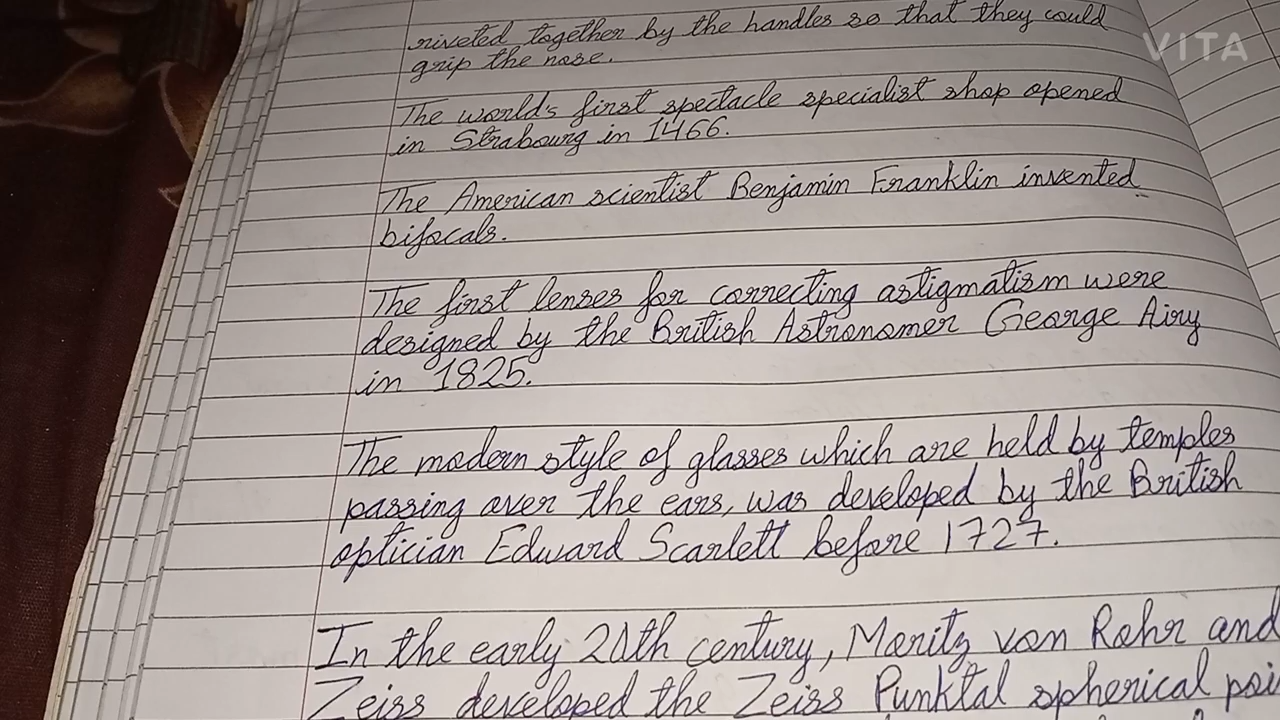 riveted together by the handles so that they could
grip the nose.
The world's first spectacle specialist shop opened
in Strabourg in 1466.
The American scientist Benjamin Franklin invented
bifocals.
The first lenses for correcting astigmatism were
designed by the British Astronomer George Airy
in 1825.
The modern style of glasses which are held by temples
passing over the ears, was developed by the British
optician Edward Scarlett before 1727.
In the early 20th century, Moritz von Rohr and
Zeiss developed the Zeiss Punktal spherical poi
VITA